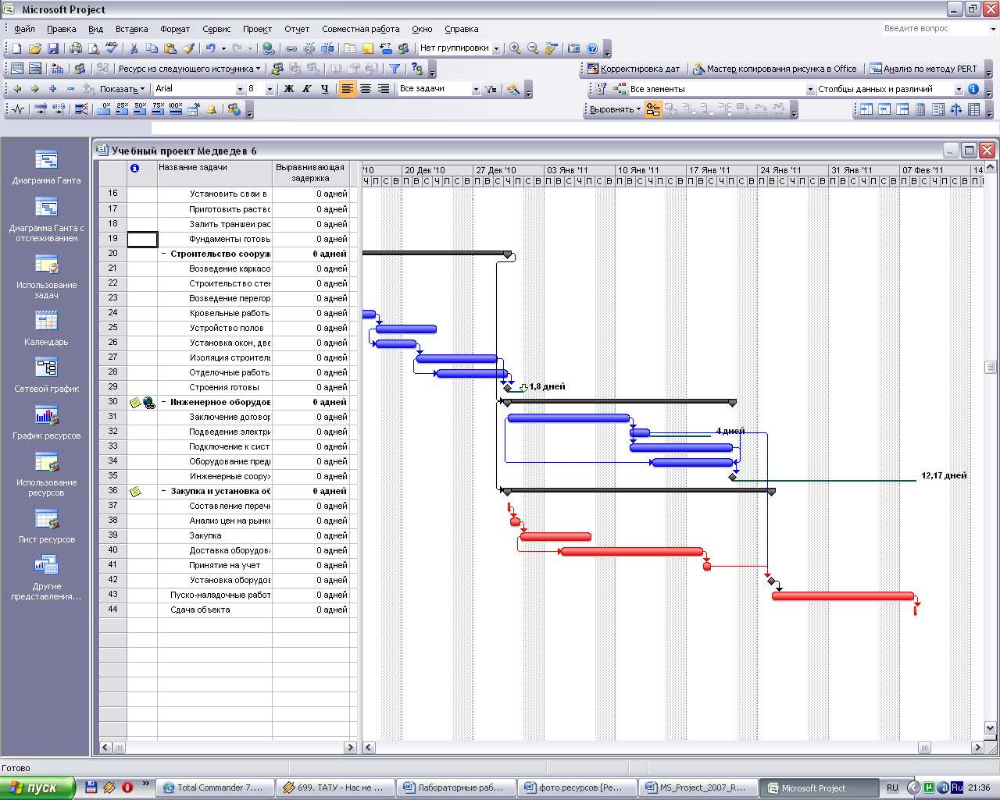 Microsoft Project
Файл Правка Вид Вставка Формат Сервис Проект Отчет Совместная работа Окно Справка
Введите вопрос
Нет группировки
Ресурс из следующего источника
Корректировка дат Мастер копирования рисунка в Office Анализ по методу PERT
Показать Arial 8 Ж К Ч Все задачи
Все элементы Столбцы данных и различий
0% 25% 50% 75% 100%
Выровнять
Учебный проект Медведев 6
Диаграмма Ганта
Диаграмма Ганта с
отслеживанием
Использование
задач
Календарь
Сетевой график
График ресурсов
Использование
ресурсов
Лист ресурсов
Другие
представления...
Название задачи
Выравнивающая
задержка
'10 20 Дек '10 27 Дек '10 03 Янв '11 10 Янв '11 17 Янв '11 24 Янв '11 31 Янв '11 07 Фев '11 14
Ч П С В П В С Ч П С В П В С Ч П С В П В С Ч П С В П В С Ч П С В П В С Ч П С В П В С Ч П С В П В С Ч П С В П В С Ч П С В П
16 Установить сваи в 0 адней
17 Приготовить раство 0 адней
18 Залить траншеи рас 0 адней
19 Фундаменты готовы 0 адней
20 − Строительство сооруж 0 адней
21 Возведение каркасо 0 адней
22 Строительство стен 0 адней
23 Возведение перегор 0 адней
24 Кровельные работы 0 адней
25 Устройство полов 0 адней
26 Установка окон, две 0 адней
27 Изоляция строитель 0 адней
28 Отделочные работы 0 адней
29 Строения готовы 0 адней 1,8 дней
30 − Инженерное оборудов 0 адней
31 Заключение договор 0 адней
32 Подведение электри 0 адней 4 дней
33 Подключение к сист 0 адней
34 Оборудование пред 0 адней
35 Инженерные сооруж 0 адней 12,17 дней
36 − Закупка и установка об 0 адней
37 Составление перечн 0 адней
38 Анализ цен на рынке 0 адней
39 Закупка 0 адней
40 Доставка оборудова 0 адней
41 Принятие на учет 0 адней
42 Установка оборудов 0 адней
43 Пуско-наладочные работ 0 адней
44 Сдача объекта 0 адней
Готово
пуск Total Commander 7.... 699. ТАТУ - Нас не ... Лабораторные раб... фото ресурсов [Ре... MS_Project_2007_R... Microsoft Project RU Ru 21:36